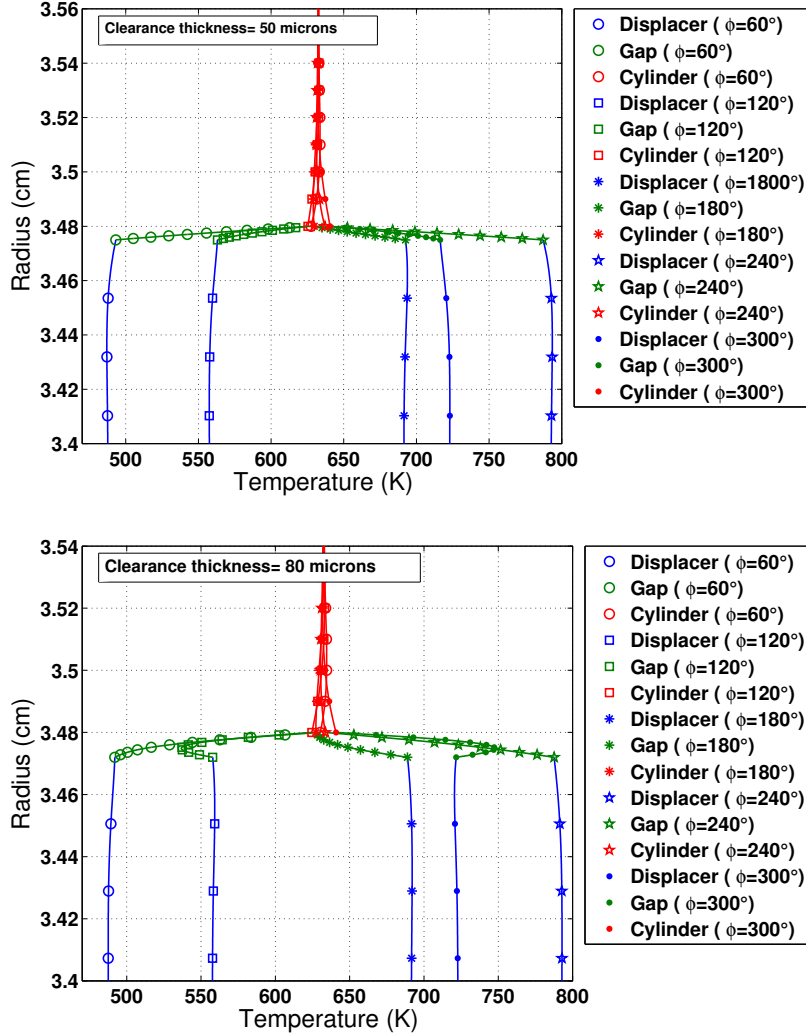 Clearance thickness= 50 microns
3.56
3.54
3.52
3.5
3.48
3.46
3.44
3.42
3.4
Radius (cm)
500
550
600
650
700
750
800
Temperature (K)
Displacer ( ϕ=60°)
Gap ( ϕ=60°)
Cylinder ( ϕ=60°)
Displacer ( ϕ=120°)
Gap ( ϕ=120°)
Cylinder ( ϕ=120°)
Displacer ( ϕ=1800°)
Gap ( ϕ=180°)
Cylinder ( ϕ=180°)
Displacer ( ϕ=240°)
Gap ( ϕ=240°)
Cylinder ( ϕ=240°)
Displacer ( ϕ=300°)
Gap ( ϕ=300°)
Cylinder ( ϕ=300°)
Clearance thickness= 80 microns
3.54
3.52
3.5
3.48
3.46
3.44
3.42
3.4
Radius (cm)
500
550
600
650
700
750
800
Temperature (K)
Displacer ( ϕ=60°)
Gap ( ϕ=60°)
Cylinder ( ϕ=60°)
Displacer ( ϕ=120°)
Gap ( ϕ=120°)
Cylinder ( ϕ=120°)
Displacer ( ϕ=180°)
Gap ( ϕ=180°)
Cylinder ( ϕ=180°)
Displacer ( ϕ=240°)
Gap ( ϕ=240°)
Cylinder ( ϕ=240°)
Displacer ( ϕ=300°)
Gap ( ϕ=300°)
Cylinder ( ϕ=300°)